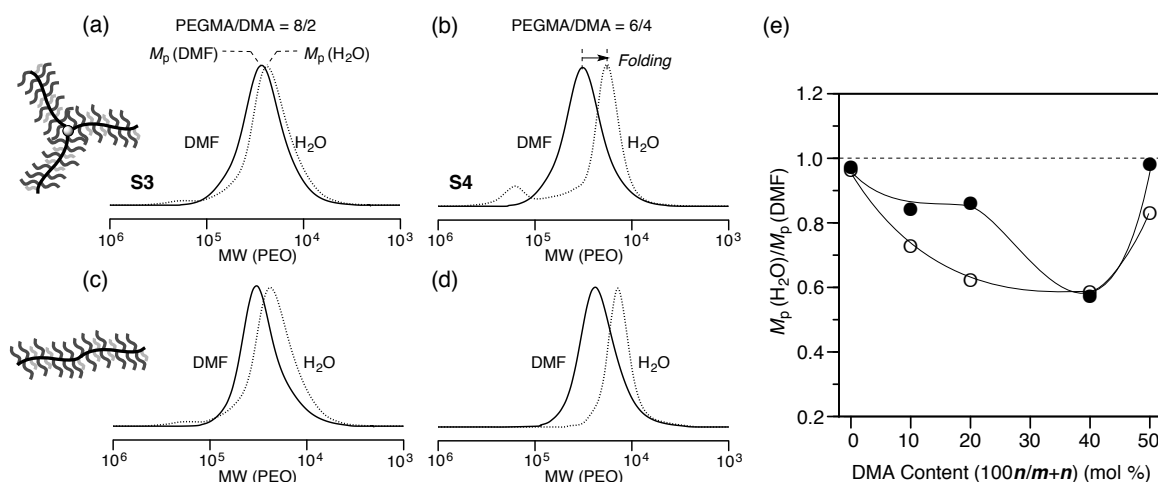 (a)
PEGMA/DMA = 8/2
Mp (DMF)
Mp (H2O)
DMF
H2O
S3
10^6
10^5
10^4
10^3
MW (PEO)
(b)
PEGMA/DMA = 6/4
Folding
DMF
H2O
S4
10^6
10^5
10^4
10^3
MW (PEO)
(c)
DMF
H2O
10^6
10^5
10^4
10^3
MW (PEO)
(d)
DMF
H2O
10^6
10^5
10^4
10^3
MW (PEO)
(e)
Mp(H2O)/Mp(DMF)
1.2
1.0
0.8
0.6
0.4
0.2
0
10
20
30
40
50
DMA Content (100n/m+n) (mol %)